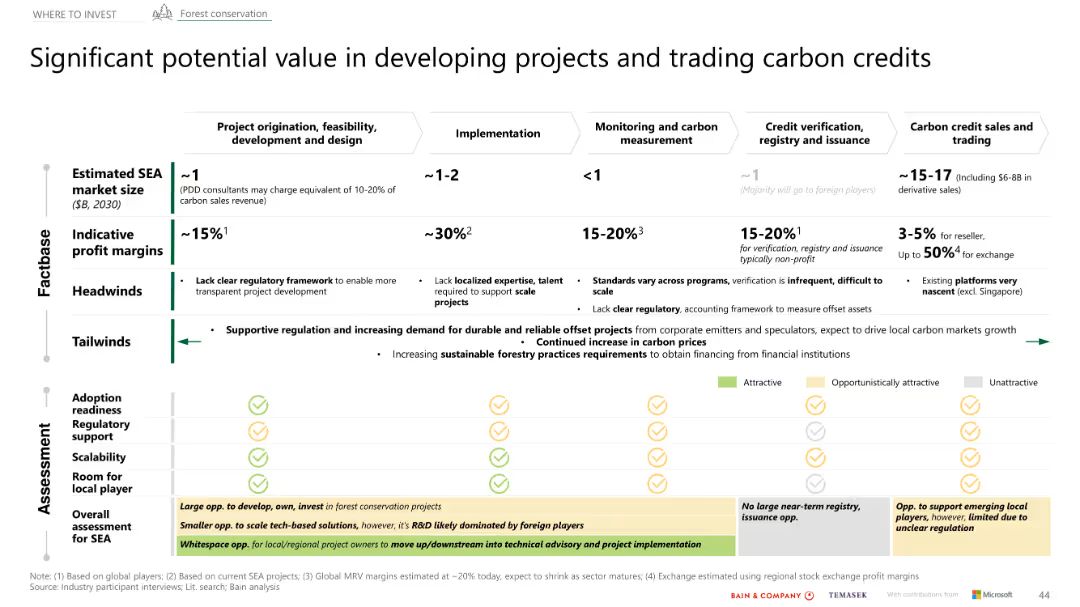 WHERE TO INVEST
Forest conservation
Significant potential value in developing projects and trading carbon credits
Project origination, feasibility,
development and design
Implementation
Monitoring and carbon
measurement
Credit verification,
registry and issuance
Carbon credit sales and
trading
Factbase
Estimated SEA
market size
($B, 2030)
~1
(PDD consultants may charge equivalent of 10-20% of
carbon sales revenue)
~1-2
<1
~1
(Majority will go to foreign players)
~15-17 (Including $6-8B in
derivative sales)
Indicative
profit margins
~15%1
~30%2
15-20%3
15-20%1
for verification, registry and issuance
typically non-profit
3-5% for reseller,
Up to 50%4 for exchange
Headwinds
• Lack clear regulatory framework to enable more
transparent project development
• Lack localized expertise, talent
required to support scale
projects
• Standards vary across programs, verification is infrequent, difficult to
scale
• Lack clear regulatory, accounting framework to measure offset assets
• Existing platforms very
nascent (excl. Singapore)
Tailwinds
• Supportive regulation and increasing demand for durable and reliable offset projects from corporate emitters and speculators, expect to drive local carbon markets growth
• Continued increase in carbon prices
• Increasing sustainable forestry practices requirements to obtain financing from financial institutions
Attractive
Opportunistically attractive
Unattractive
Assessment
Adoption
readiness
Regulatory
support
Scalability
Room for
local player
Overall
assessment
for SEA
Large opp. to develop, own, invest in forest conservation projects
Smaller opp. to scale tech-based solutions, however, it's R&D likely dominated by foreign players
Whitespace opp. for local/regional project owners to move up/downstream into technical advisory and project implementation
No large near-term registry,
issuance opp.
Opp. to support emerging local
players, however, limited due to
unclear regulation
Note: (1) Based on global players; (2) Based on current SEA projects; (3) Global MRV margins estimated at ~20% today, expect to shrink as sector matures; (4) Exchange estimated using regional stock exchange profit margins
Source: Industry participant interviews; Lit. search; Bain analysis
BAIN & COMPANY
TEMASEK
With contributions from:
Microsoft
44